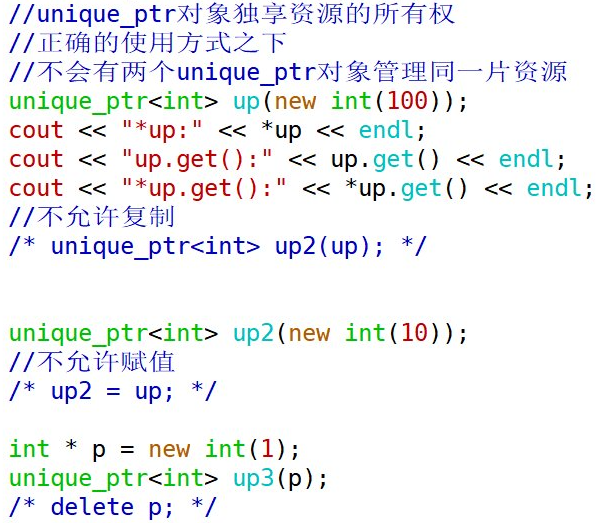 //unique_ptr对象独享资源的所有权
//正确的使用方式之下
//不会有两个unique_ptr对象管理同一片资源
unique_ptr<int> up(new int(100));
cout << "*up:" << *up << endl;
cout << "up.get():" << up.get() << endl;
cout << "*up.get():" << *up.get() << endl;
//不允许复制
/* unique_ptr<int> up2(up); */
unique_ptr<int> up2(new int(10));
//不允许赋值
/* up2 = up; */
int * p = new int(1);
unique_ptr<int> up3(p);
/* delete p; */